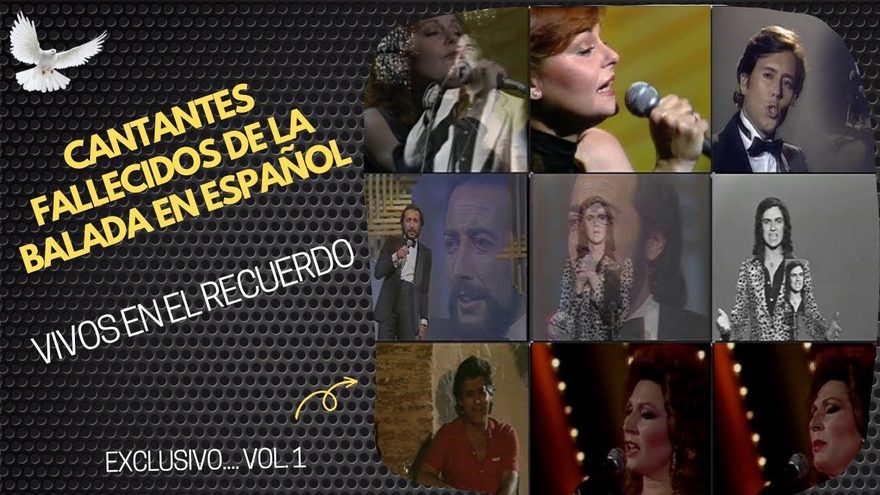 CANTANTES
FALLECIDOS DE LA
BALADA EN ESPAÑOL
VIVOS EN EL RECUERDO
EXCLUSIVO.... VOL. 1